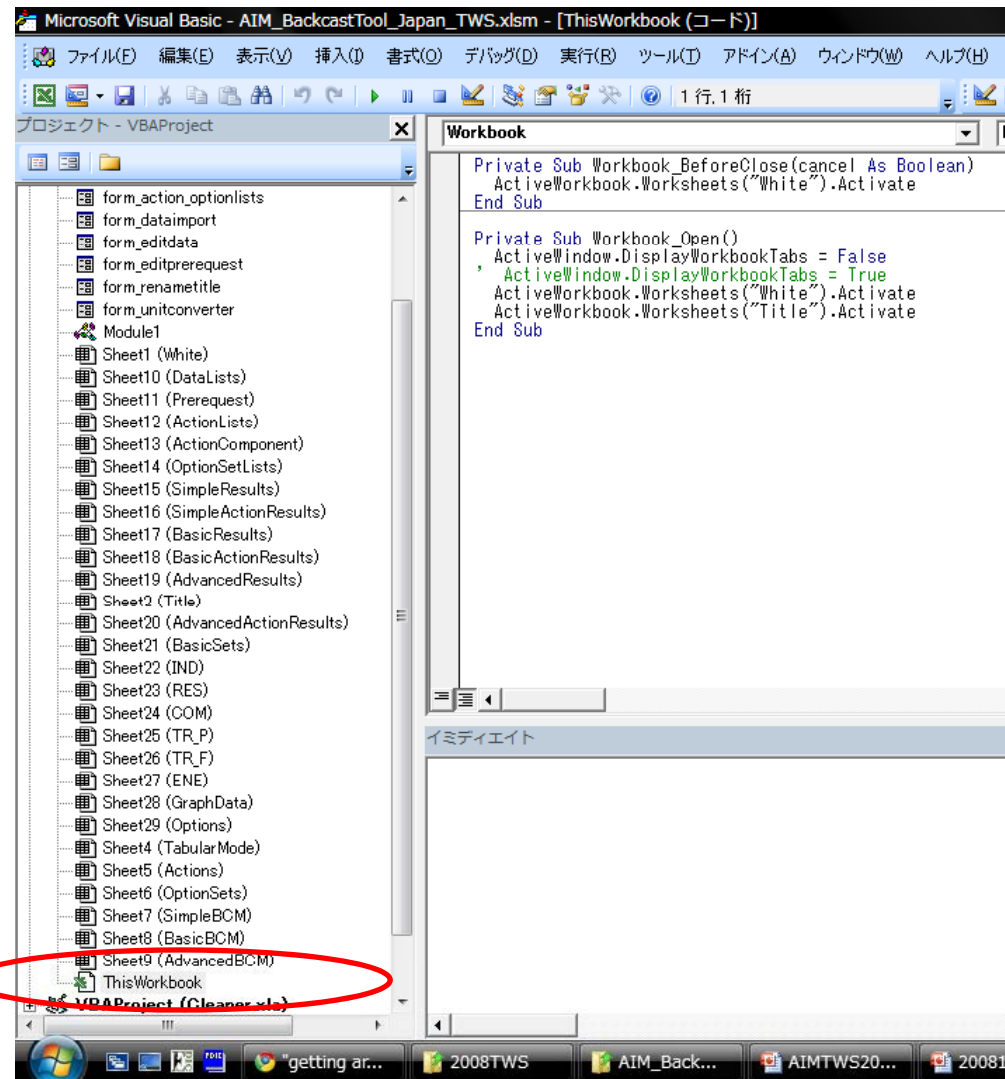 Microsoft Visual Basic - AIM_BackcastTool_Japan_TWS.xlsm - [ThisWorkbook (コード)]
ファイル(F) 編集(E) 表示(V) 挿入(I) 書式(O) デバッグ(D) 実行(R) ツール(T) アドイン(A) ウィンドウ(W) ヘルプ(H)
1 行, 1 桁
プロジェクト - VBAProject
form_action_optionlists
form_dataimport
form_editdata
form_editprerequest
form_renametitle
form_unitconverter
Module1
Sheet1 (White)
Sheet10 (DataLists)
Sheet11 (Prerequest)
Sheet12 (ActionLists)
Sheet13 (ActionComponent)
Sheet14 (OptionSetLists)
Sheet15 (SimpleResults)
Sheet16 (SimpleActionResults)
Sheet17 (BasicResults)
Sheet18 (BasicActionResults)
Sheet19 (AdvancedResults)
Sheet2 (Title)
Sheet20 (AdvancedActionResults)
Sheet21 (BasicSets)
Sheet22 (IND)
Sheet23 (RES)
Sheet24 (COM)
Sheet25 (TR_P)
Sheet26 (TR_F)
Sheet27 (ENE)
Sheet28 (GraphData)
Sheet29 (Options)
Sheet4 (TabularMode)
Sheet5 (Actions)
Sheet6 (OptionSets)
Sheet7 (SimpleBCM)
Sheet8 (BasicBCM)
Sheet9 (AdvancedBCM)
ThisWorkbook
VBAProject (Cleaner.xla)
Workbook
Private Sub Workbook_BeforeClose(cancel As Boolean)
ActiveWorkbook.Worksheets("White").Activate
End Sub
Private Sub Workbook_Open()
ActiveWindow.DisplayWorkbookTabs = False
' ActiveWindow.DisplayWorkbookTabs = True
ActiveWorkbook.Worksheets("White").Activate
ActiveWorkbook.Worksheets("Title").Activate
End Sub
イミディエイト
"getting ar... 2008TWS AIM_Back... AIMTWS20... 20081